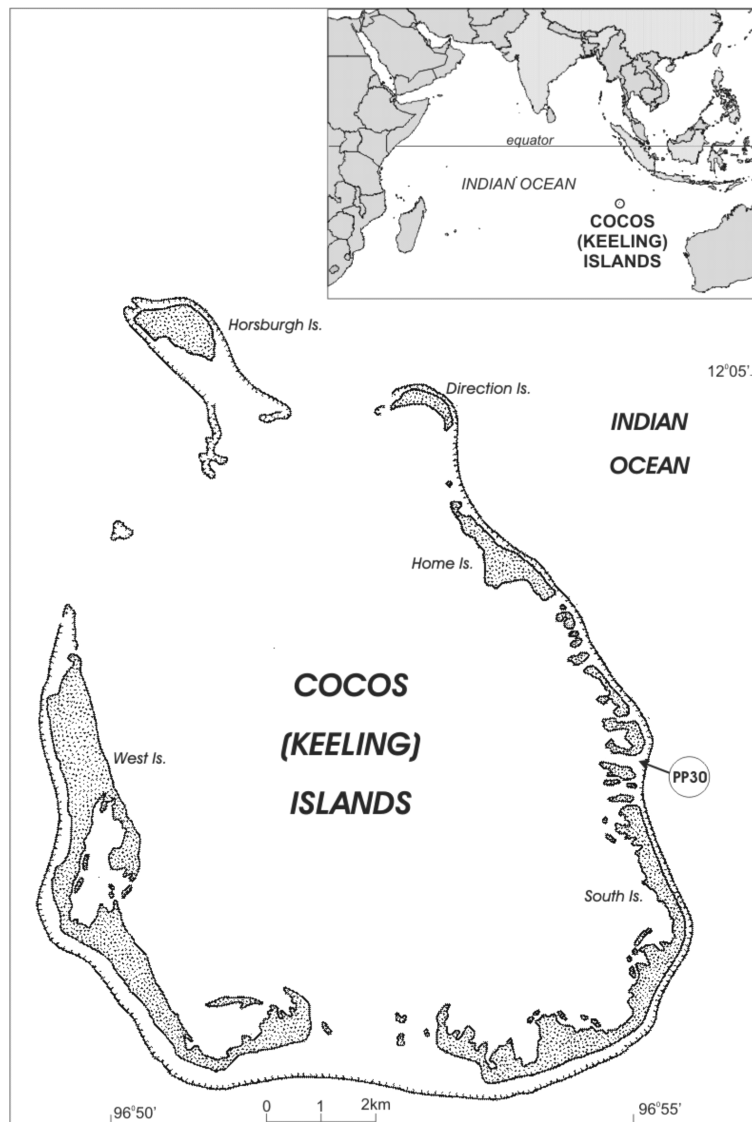 equator
INDIAN OCEAN
COCOS
(KEELING)
ISLANDS
Horsburgh Is.
12°05'
Direction Is.
INDIAN
OCEAN
Home Is.
COCOS
(KEELING)
ISLANDS
West Is.
PP30
South Is.
96°50'
0 1 2km
96°55'